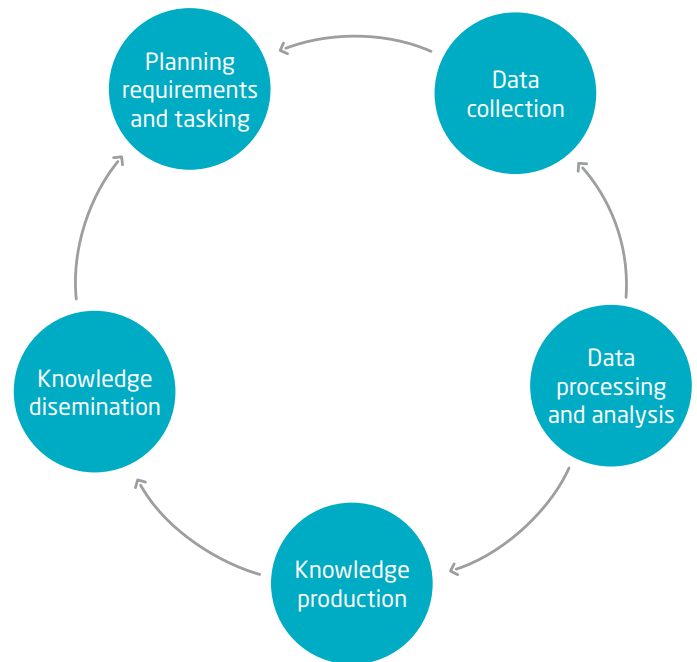 Planning
requirements
and tasking
Data
collection
Data
processing
and analysis
Knowledge
production
Knowledge
disemination